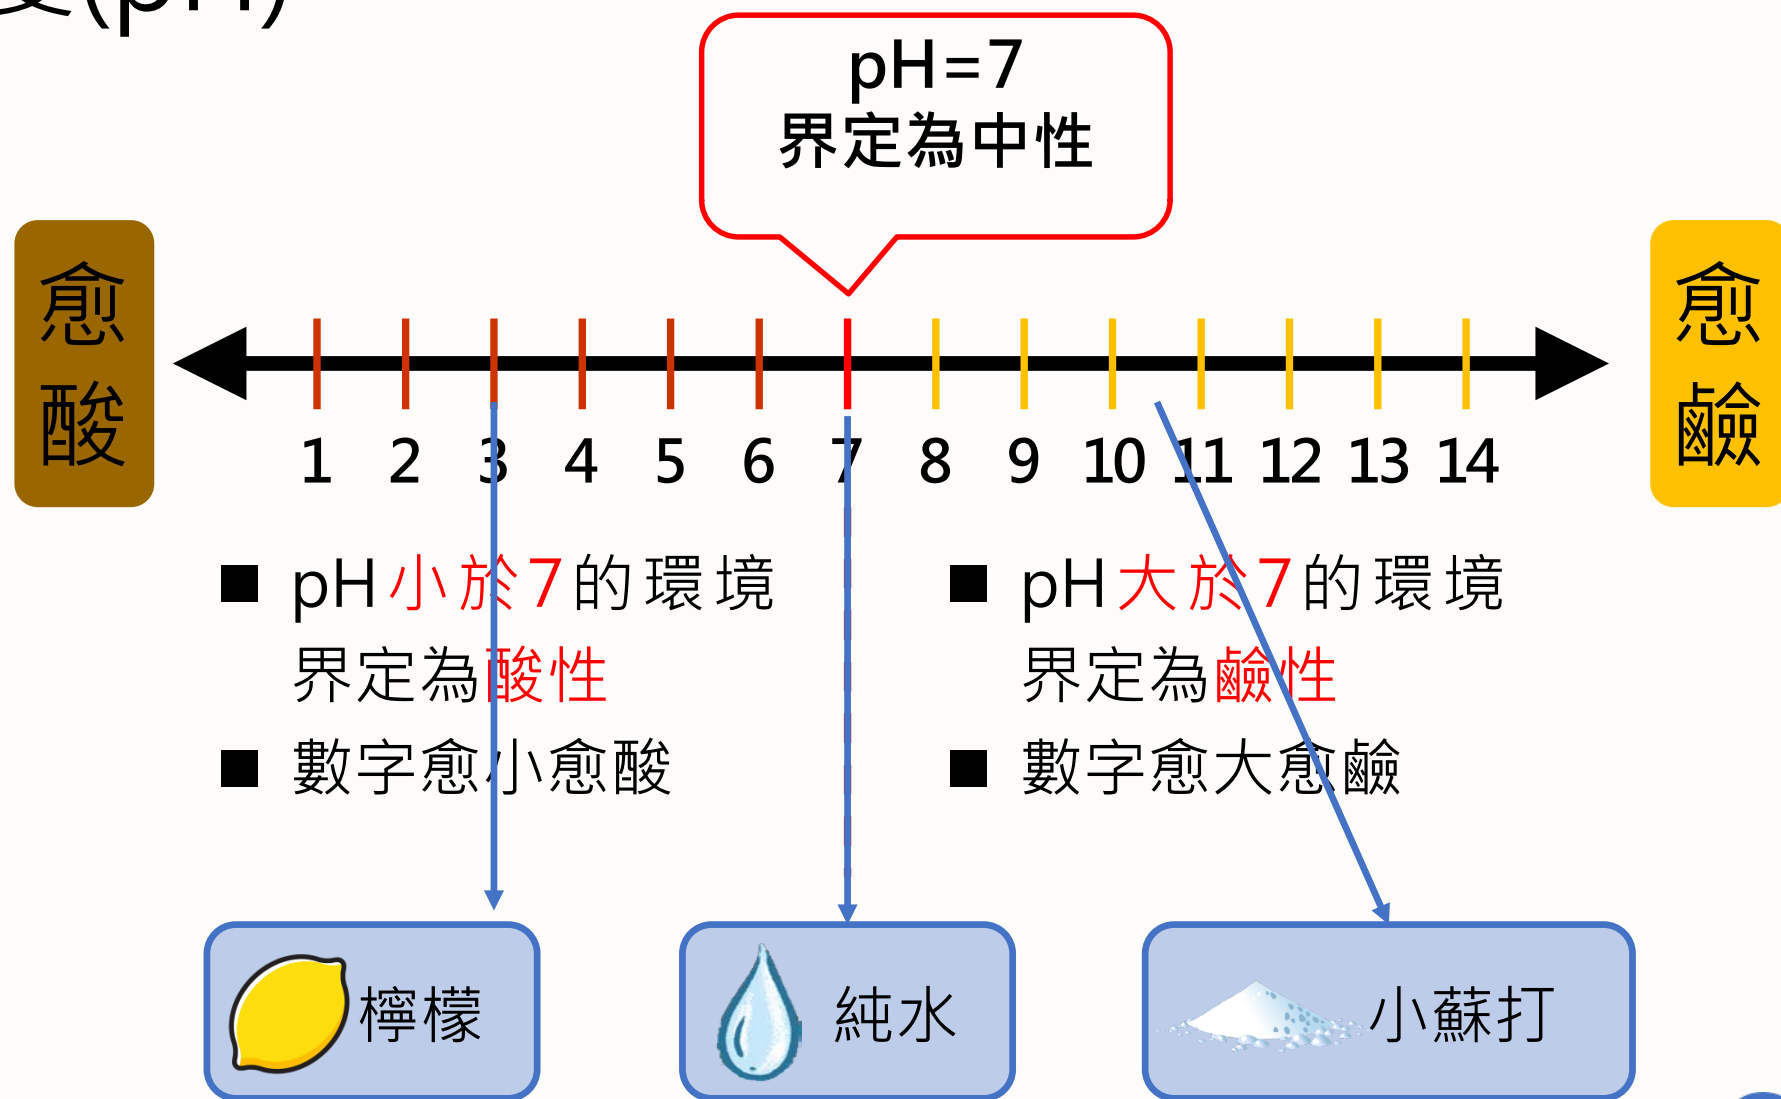 (pH)
pH=7
界定為中性
愈
酸
愈
鹼
1 2 3 4 5 6 7 8 9 10 11 12 13 14
■ pH小於7的環境
界定為酸性
■ 數字愈小愈酸
■ pH大於7的環境
界定為鹼性
■ 數字愈大愈鹼
檸檬
純水
小蘇打